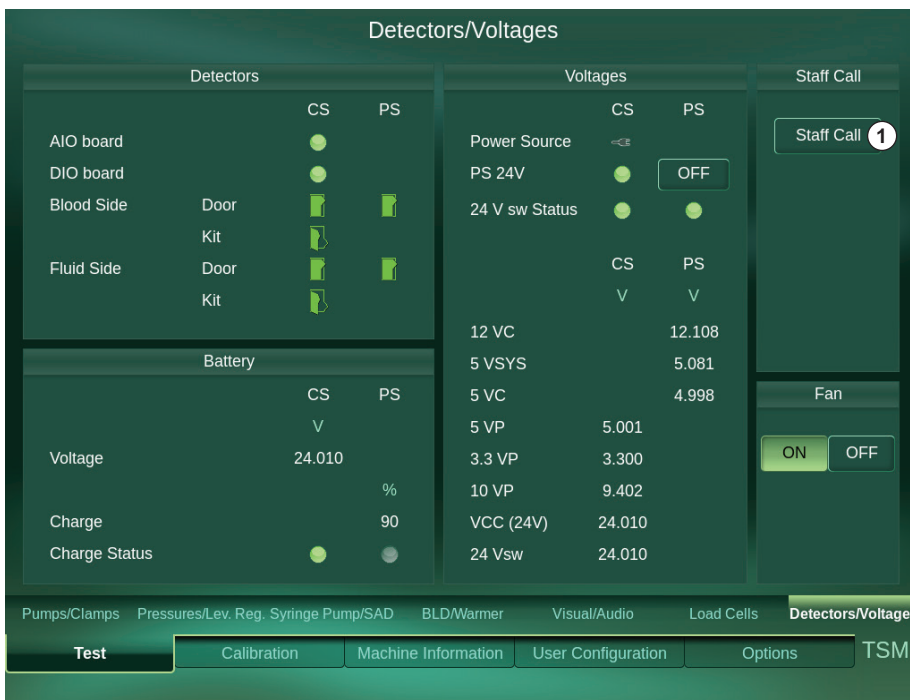 Detectors/Voltages
Detectors
CS PS
AIO board
DIO board
Blood Side Door
Kit
Fluid Side Door
Kit
Battery
CS PS
V
Voltage 24.010
%
Charge 90
Charge Status
Voltages
CS PS
Power Source
PS 24V OFF
24 V sw Status
CS PS
V V
12 VC 12.108
5 VSYS 5.081
5 VC 4.998
5 VP 5.001
3.3 VP 3.300
10 VP 9.402
VCC (24V) 24.010
24 Vsw 24.010
Staff Call
Staff Call 1
Fan
ON OFF
Pumps/Clamps Pressures/Lev. Reg. Syringe Pump/SAD BLD/Warmer Visual/Audio Load Cells Detectors/Voltage
Test Calibration Machine Information User Configuration Options TSM